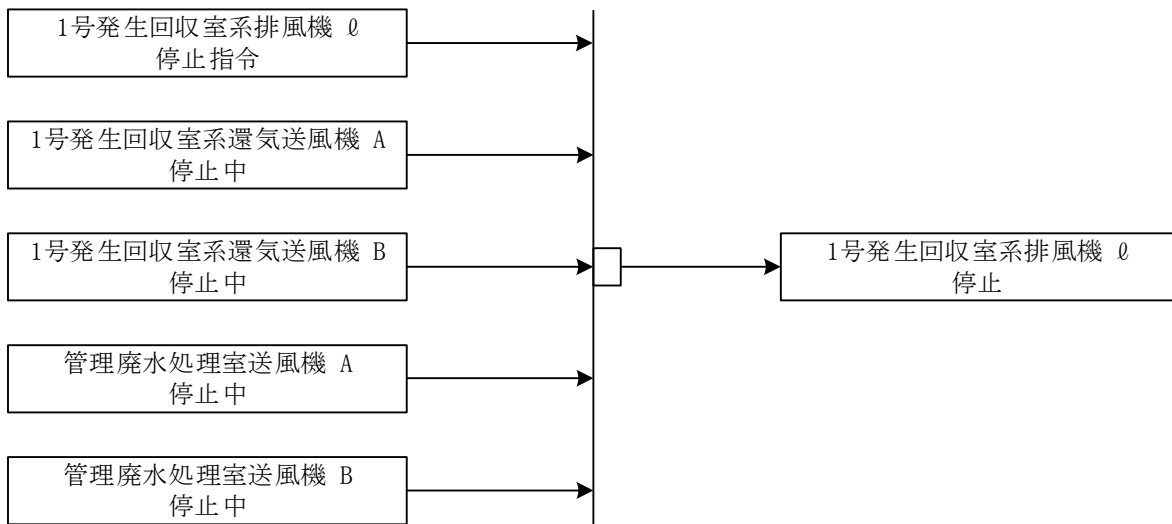 1号発生回収室系排風機 ℓ
停止指令
1号発生回収室系還気送風機 A
停止中
1号発生回収室系還気送風機 B
停止中
1号発生回収室系排風機 ℓ
停止
管理廃水処理室送風機 A
停止中
管理廃水処理室送風機 B
停止中